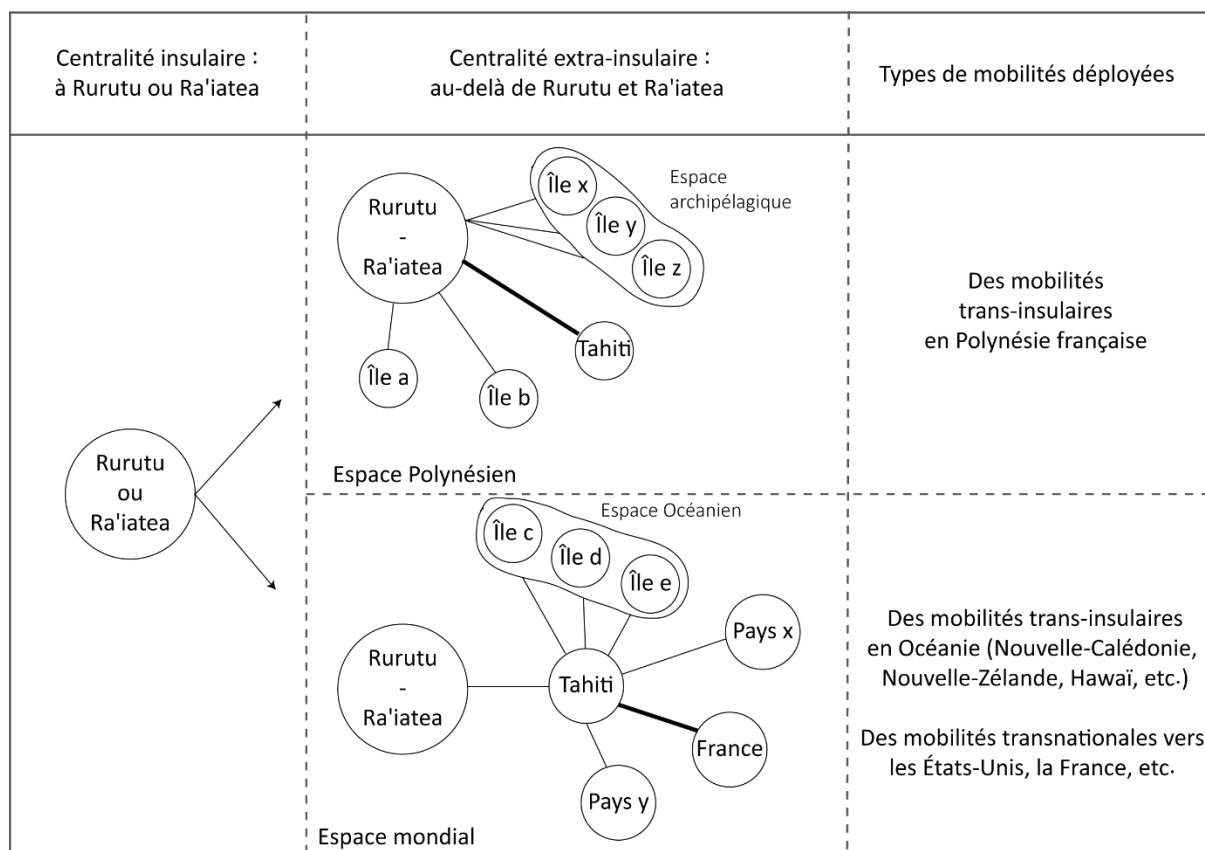 Centralité insulaire :
à Rurutu ou Ra'iatea
Centralité extra-insulaire :
au-delà de Rurutu et Ra'iatea
Types de mobilités déployées
Rurutu
ou
Ra'iatea
Rurutu
-
Ra'iatea
Île x
Île y
Île z
Espace
archipélagique
Tahiti
Île a
Île b
Espace Polynésien
Des mobilités
trans-insulaires
en Polynésie française
Espace Océanien
Île c
Île d
Île e
Rurutu
-
Ra'iatea
Tahiti
Pays x
France
Pays y
Espace mondial
Des mobilités trans-insulaires
en Océanie (Nouvelle-Calédonie,
Nouvelle-Zélande, Hawaï, etc.)
Des mobilités transnationales vers
les États-Unis, la France, etc.